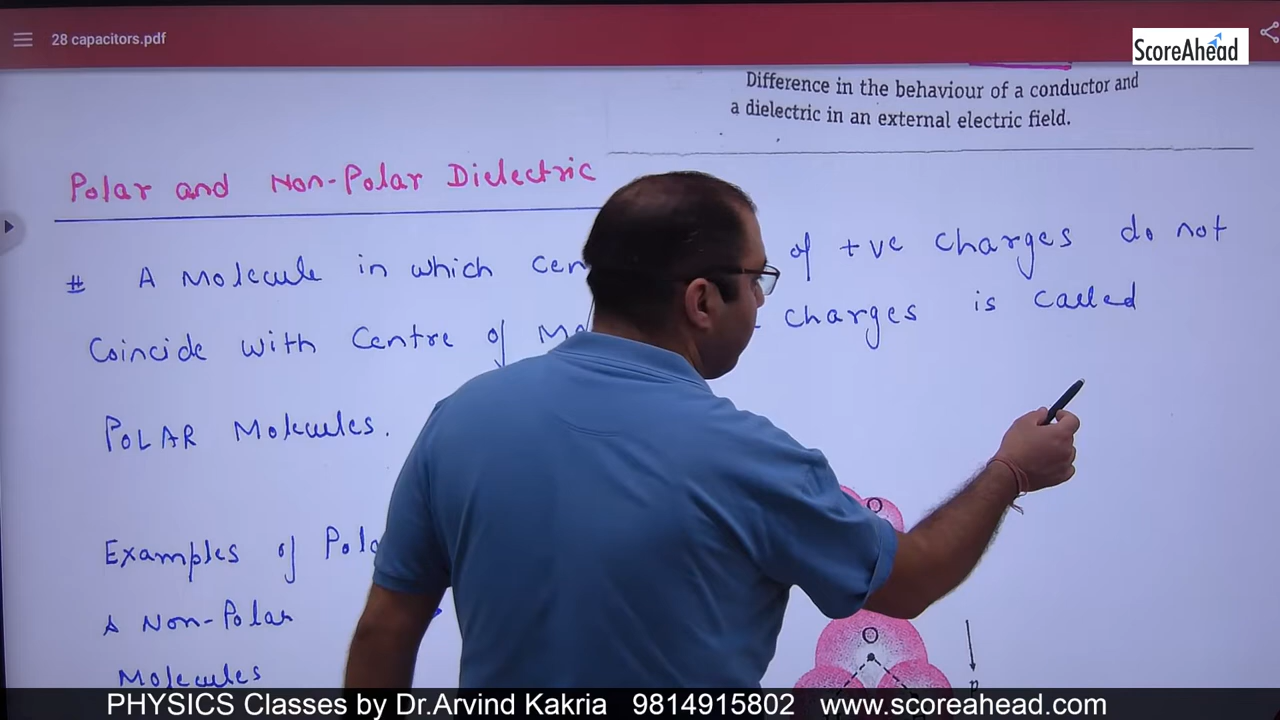 28 capacitors.pdf
ScoreAhead
Difference in the behaviour of a conductor and
a dielectric in an external electric field.
Polar and Non-Polar Dielectric
# A Molecule in which cen of +ve charges do not
Coincide with Centre of charges is called
POLAR Molecules.
Examples of Pola
& Non-Polar
Molecules
O
O
p
PHYSICS Classes by Dr.Arvind Kakria 9814915802 www.scoreahead.com